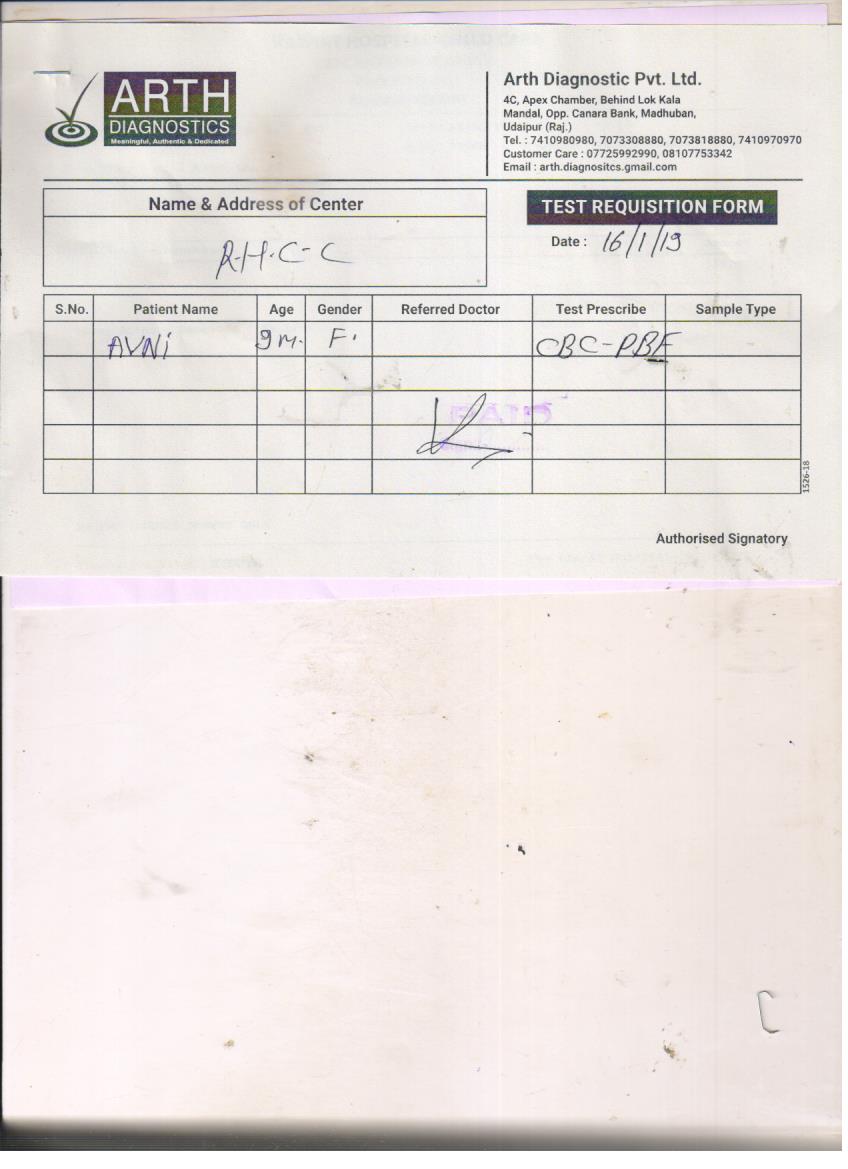 ARTH
DIAGNOSTICS
Meaningful, Authentic & Dedicated
Arth Diagnostic Pvt. Ltd.
4C, Apex Chamber, Behind Lok Kala
Mandal, Opp. Canara Bank, Madhuban,
Udaipur (Raj.)
Tel. : 7410980980, 7073308880, 7073818880, 7410970970
Customer Care : 07725992990, 08107753342
Email : arth.diagnositcs.gmail.com
Name & Address of Center
R.H.C-C
TEST REQUISITION FORM
Date : 16/1/19
S.No. Patient Name Age Gender Referred Doctor Test Prescribe Sample Type
AVNi 9 M. F. CBC-PBF
1526-18
Authorised Signatory